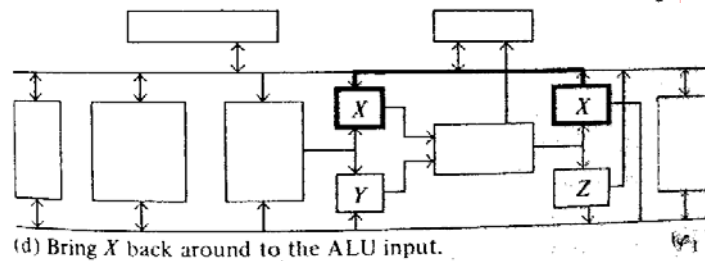 X
X
Y
Z
(d) Bring X back around to the ALU input.